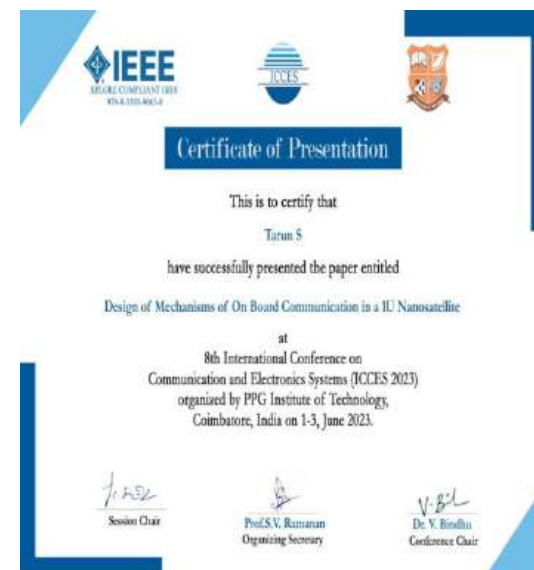 IEEE
ICCES
XPLORE COMPLIANT ISBN
Certificate of Presentation
This is to certify that
Tarun S
have successfully presented the paper entitled
Design of Mechanisms of On Board Communication in a 1U Nanosatellite
at
8th International Conference on
Communication and Electronics Systems (ICCES 2023)
organized by PPG Institute of Technology,
Coimbatore, India on 1-3, June 2023.
Session Chair
Prof.S.V. Ramanan
Organizing Secretary
Dr. V. Bindhu
Conference Chair